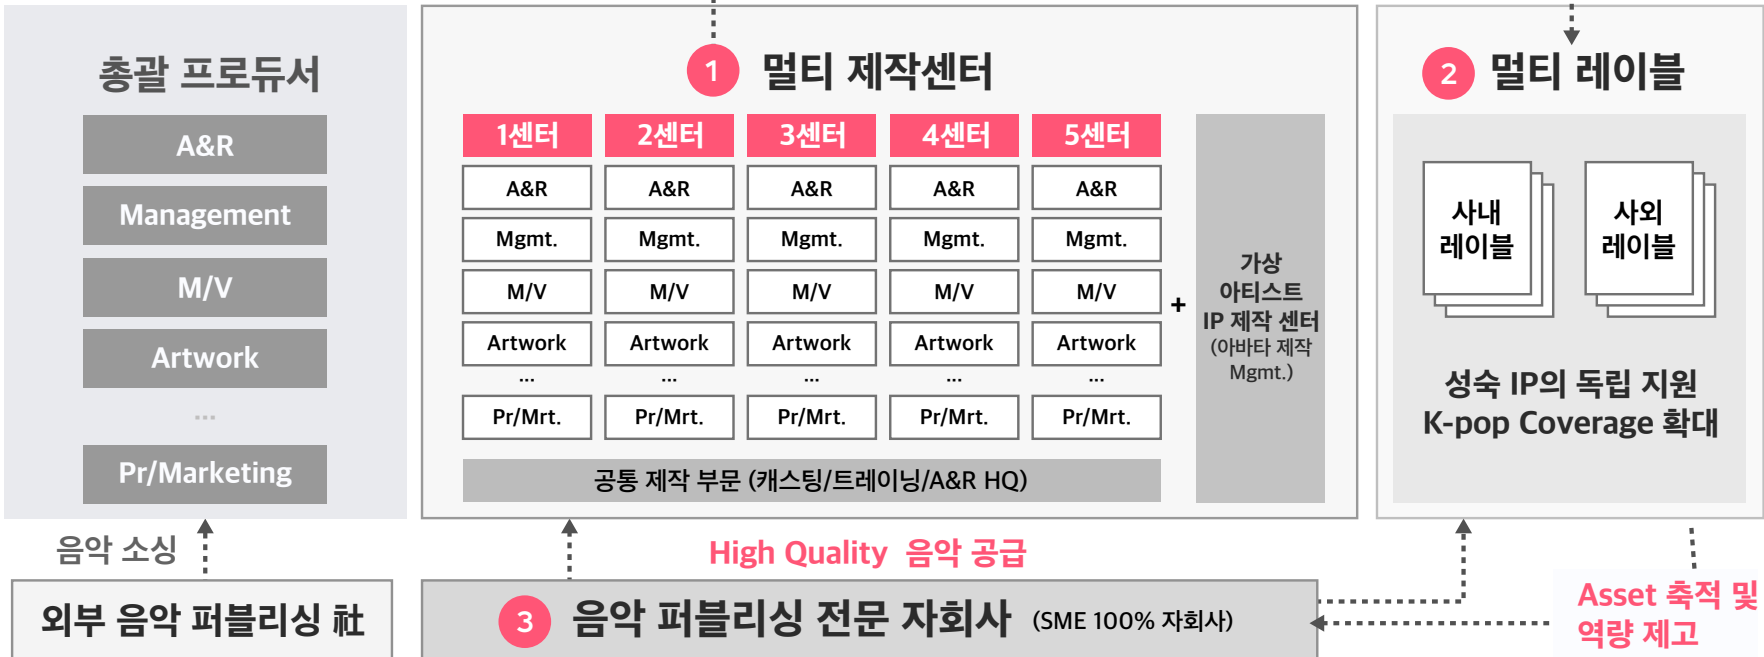 총괄 프로듀서
A&R
Management
M/V
Artwork
...
Pr/Marketing
음악 소싱
외부 음악 퍼블리싱 社
1 멀티 제작센터
1센터 2센터 3센터 4센터 5센터
A&R A&R A&R A&R A&R
Mgmt. Mgmt. Mgmt. Mgmt. Mgmt.
M/V M/V M/V M/V M/V
Artwork Artwork Artwork Artwork Artwork
... ... ... ... ...
Pr/Mrt. Pr/Mrt. Pr/Mrt. Pr/Mrt. Pr/Mrt.
공통 제작 부문 (캐스팅/트레이닝/A&R HQ)
+
가상
아티스트
IP 제작 센터
(아바타 제작
Mgmt.)
2 멀티 레이블
사내
레이블
사외
레이블
성숙 IP의 독립 지원
K-pop Coverage 확대
High Quality 음악 공급
3 음악 퍼블리싱 전문 자회사 (SME 100% 자회사)
Asset 축적 및
역량 제고